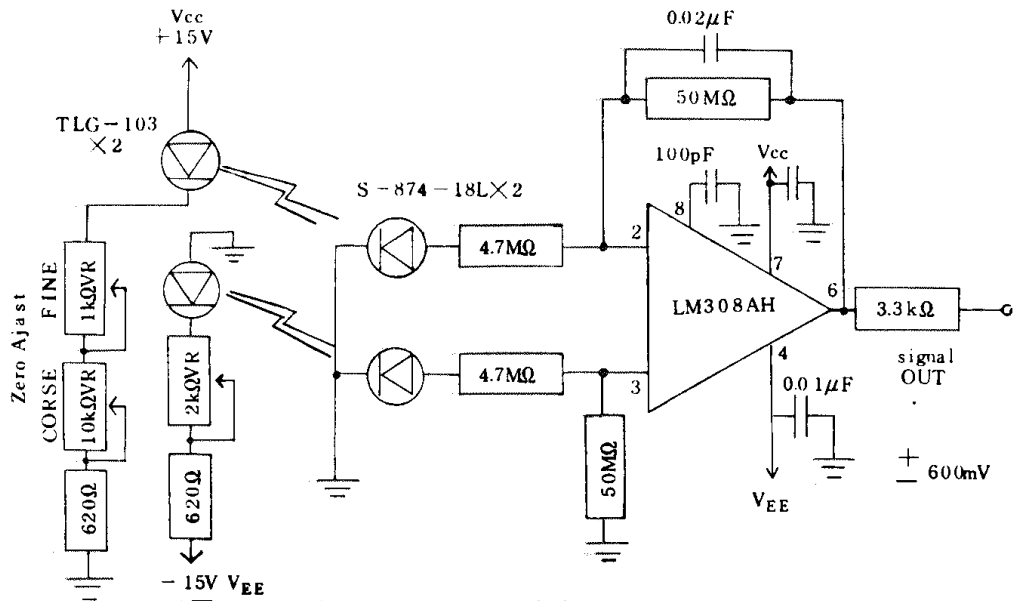 Vcc
+15V
TLG-103
×2
0.02μF
50MΩ
100pF
Vcc
S-874-18L×2
8
2
4.7MΩ
7
6
LM308AH
3.3kΩ
4
signal
OUT
4.7MΩ
3
0.01μF
50MΩ
VEE
± 600mV
Zero Ajast
FINE
CORSE
1kΩVR
10kΩVR
620Ω
2kΩVR
620Ω
-15V VEE